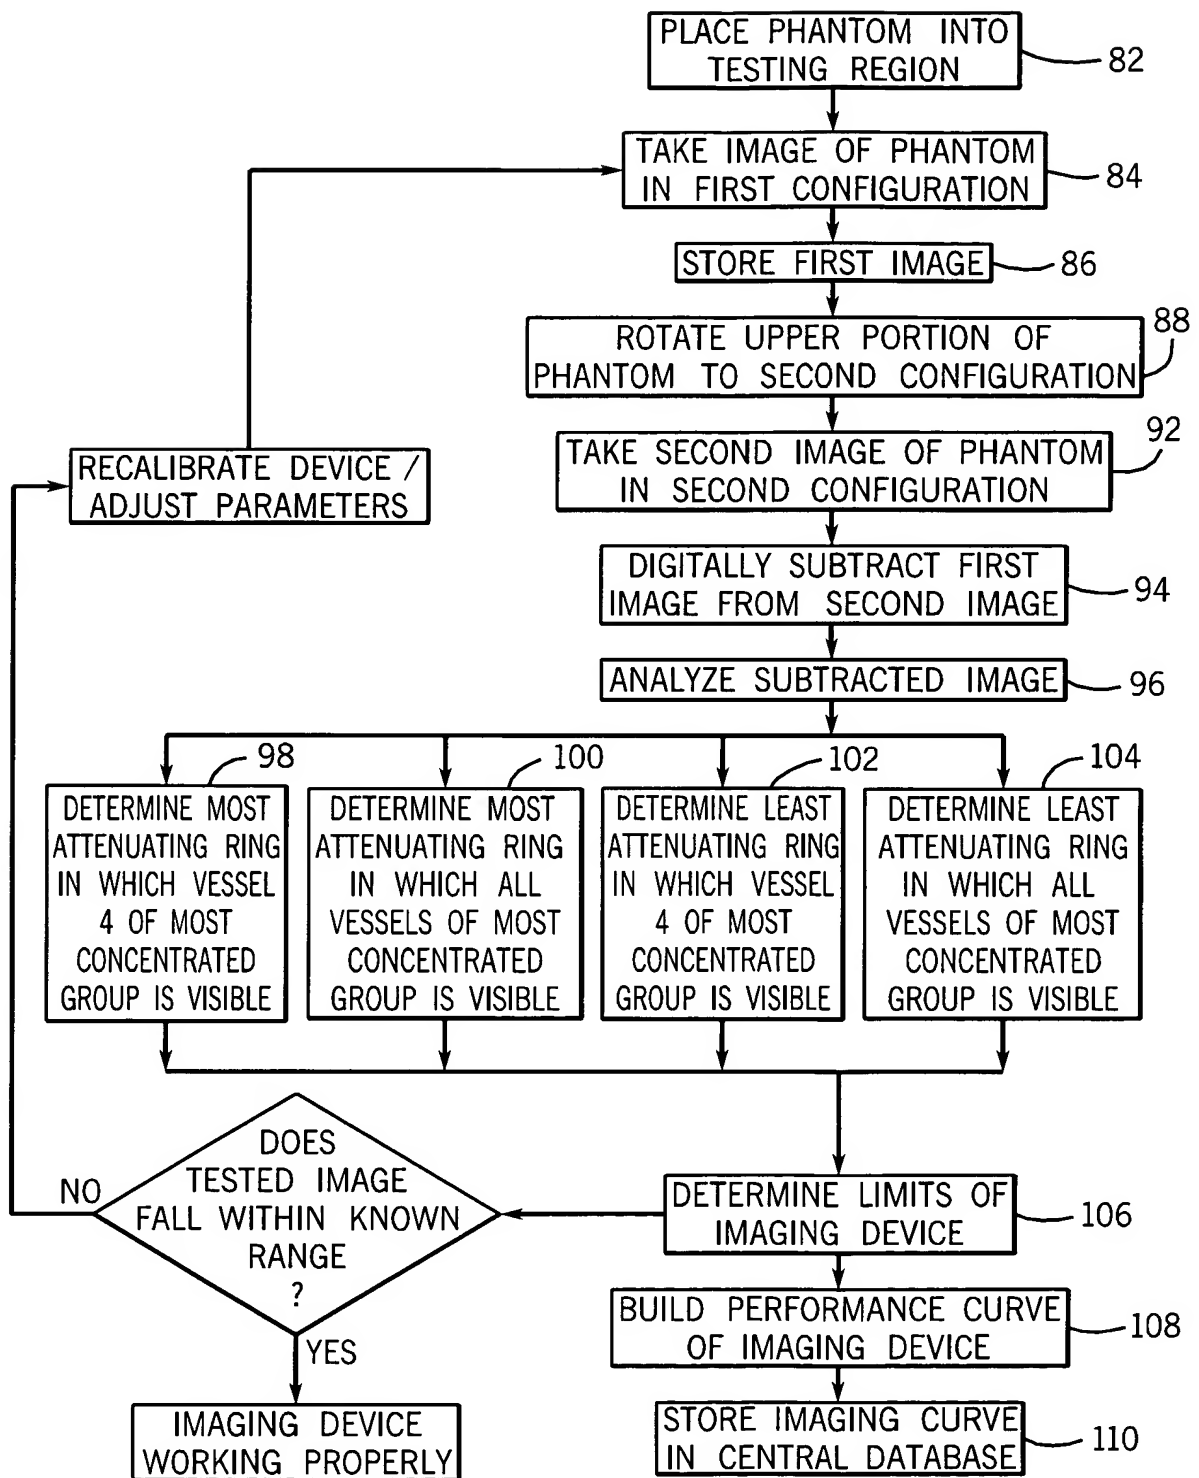 PLACE PHANTOM INTO
TESTING REGION
82
TAKE IMAGE OF PHANTOM
IN FIRST CONFIGURATION
84
STORE FIRST IMAGE
86
ROTATE UPPER PORTION OF
PHANTOM TO SECOND CONFIGURATION
88
TAKE SECOND IMAGE OF PHANTOM
IN SECOND CONFIGURATION
92
RECALIBRATE DEVICE /
ADJUST PARAMETERS
DIGITALLY SUBTRACT FIRST
IMAGE FROM SECOND IMAGE
94
ANALYZE SUBTRACTED IMAGE
96
98
DETERMINE MOST
ATTENUATING RING
IN WHICH VESSEL
4 OF MOST
CONCENTRATED
GROUP IS VISIBLE
100
DETERMINE MOST
ATTENUATING RING
IN WHICH ALL
VESSELS OF MOST
CONCENTRATED
GROUP IS VISIBLE
102
DETERMINE LEAST
ATTENUATING RING
IN WHICH VESSEL
4 OF MOST
CONCENTRATED
GROUP IS VISIBLE
104
DETERMINE LEAST
ATTENUATING RING
IN WHICH ALL
VESSELS OF MOST
CONCENTRATED
GROUP IS VISIBLE
DOES
TESTED IMAGE
FALL WITHIN KNOWN
RANGE
?
NO
YES
DETERMINE LIMITS OF
IMAGING DEVICE
106
BUILD PERFORMANCE CURVE
OF IMAGING DEVICE
108
IMAGING DEVICE
WORKING PROPERLY
STORE IMAGING CURVE
IN CENTRAL DATABASE
110